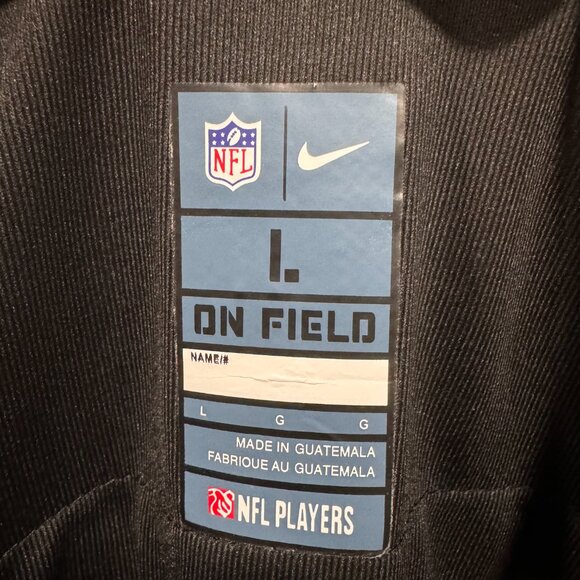 NFL
L
ON FIELD
NAME/#
L G G
MADE IN GUATEMALA
FABRIQUE AU GUATEMALA
NFL PLAYERS